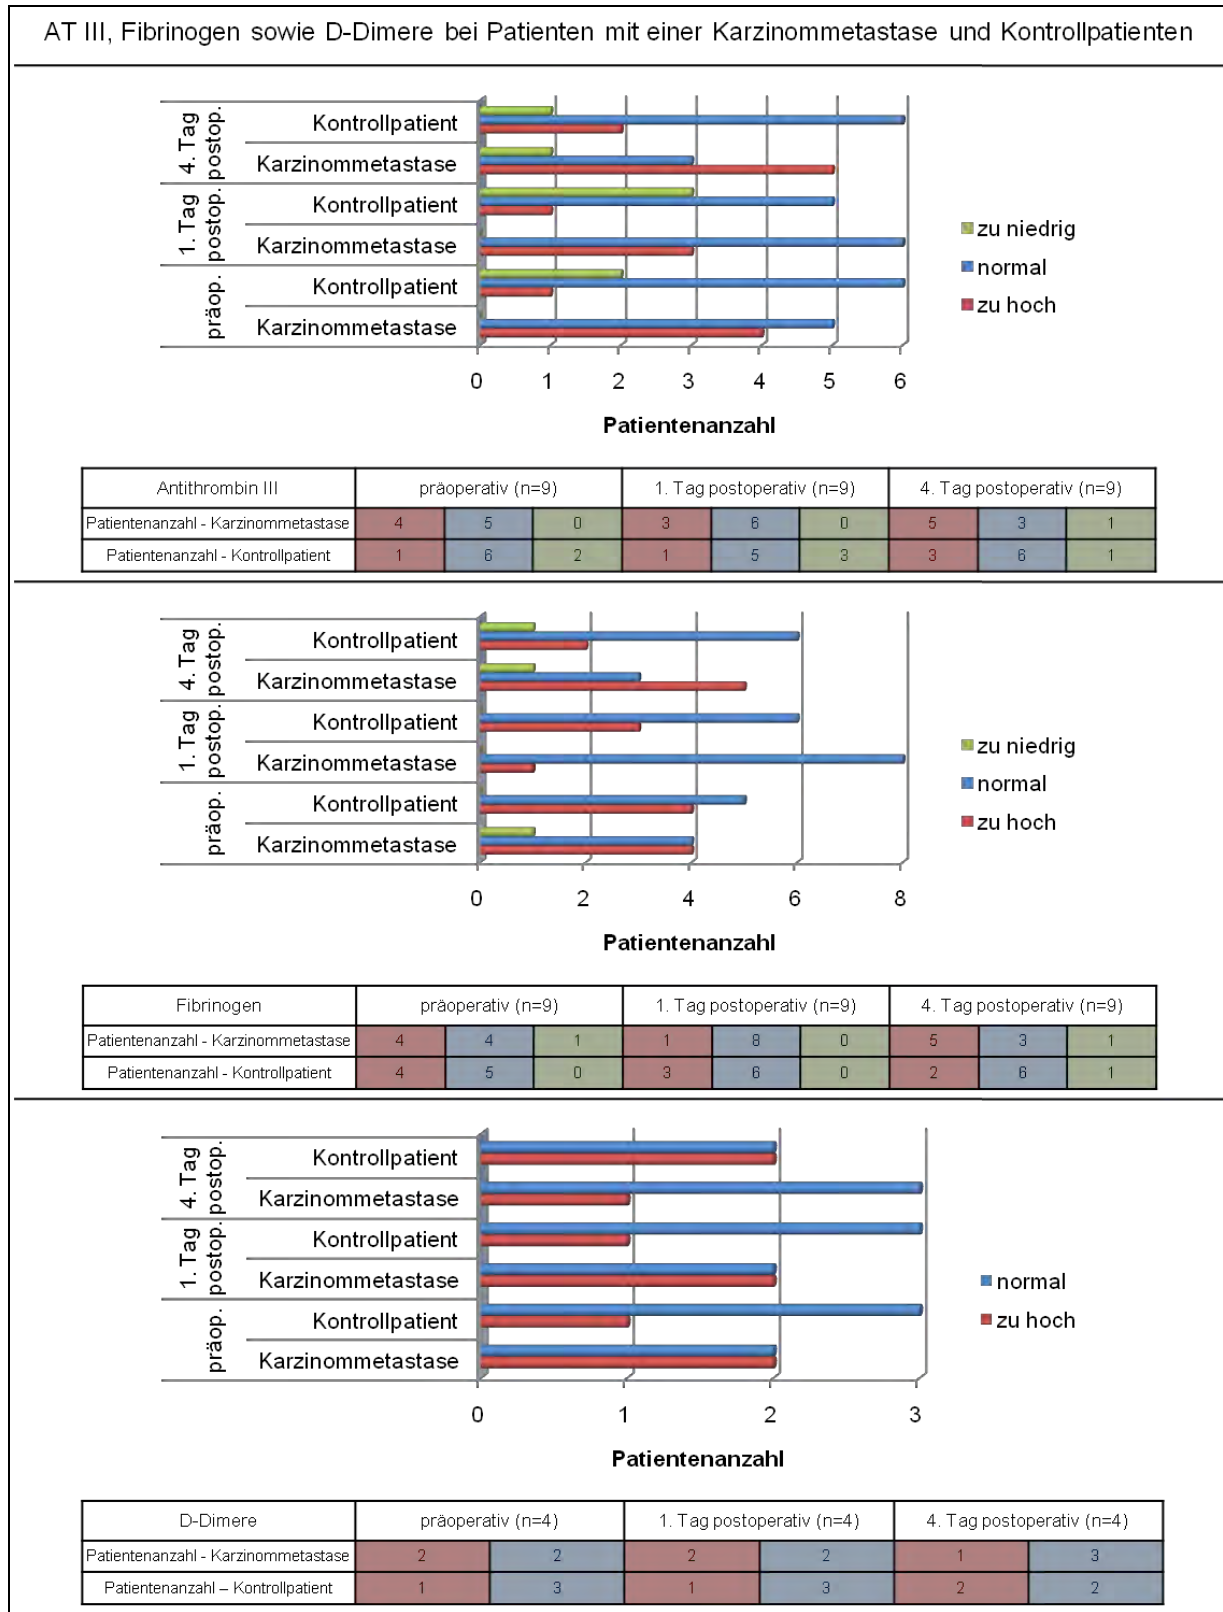 AT III, Fibrinogen sowie D-Dimere bei Patienten mit einer Karzinommetastase und Kontrollpatienten
4. Tag
postop.
Kontrollpatient
Karzinommetastase
1. Tag
postop.
Kontrollpatient
Karzinommetastase
präop.
Kontrollpatient
Karzinommetastase
zu niedrig
normal
zu hoch
0 1 2 3 4 5 6
Patientenanzahl
Antithrombin III präoperativ (n=9) 1. Tag postoperativ (n=9) 4. Tag postoperativ (n=9)
Patientenanzahl - Karzinommetastase 4 5 0 3 6 0 5 3 1
Patientenanzahl - Kontrollpatient 1 6 2 1 5 3 3 6 1
4. Tag
postop.
Kontrollpatient
Karzinommetastase
1. Tag
postop.
Kontrollpatient
Karzinommetastase
präop.
Kontrollpatient
Karzinommetastase
zu niedrig
normal
zu hoch
0 2 4 6 8
Patientenanzahl
Fibrinogen präoperativ (n=9) 1. Tag postoperativ (n=9) 4. Tag postoperativ (n=9)
Patientenanzahl - Karzinommetastase 4 4 1 1 8 0 5 3 1
Patientenanzahl - Kontrollpatient 4 5 0 3 6 0 2 6 1
4. Tag
postop.
Kontrollpatient
Karzinommetastase
1. Tag
postop.
Kontrollpatient
Karzinommetastase
präop.
Kontrollpatient
Karzinommetastase
normal
zu hoch
0 1 2 3
Patientenanzahl
D-Dimere präoperativ (n=4) 1. Tag postoperativ (n=4) 4. Tag postoperativ (n=4)
Patientenanzahl - Karzinommetastase 2 2 2 2 1 3
Patientenanzahl – Kontrollpatient 1 3 1 3 2 2